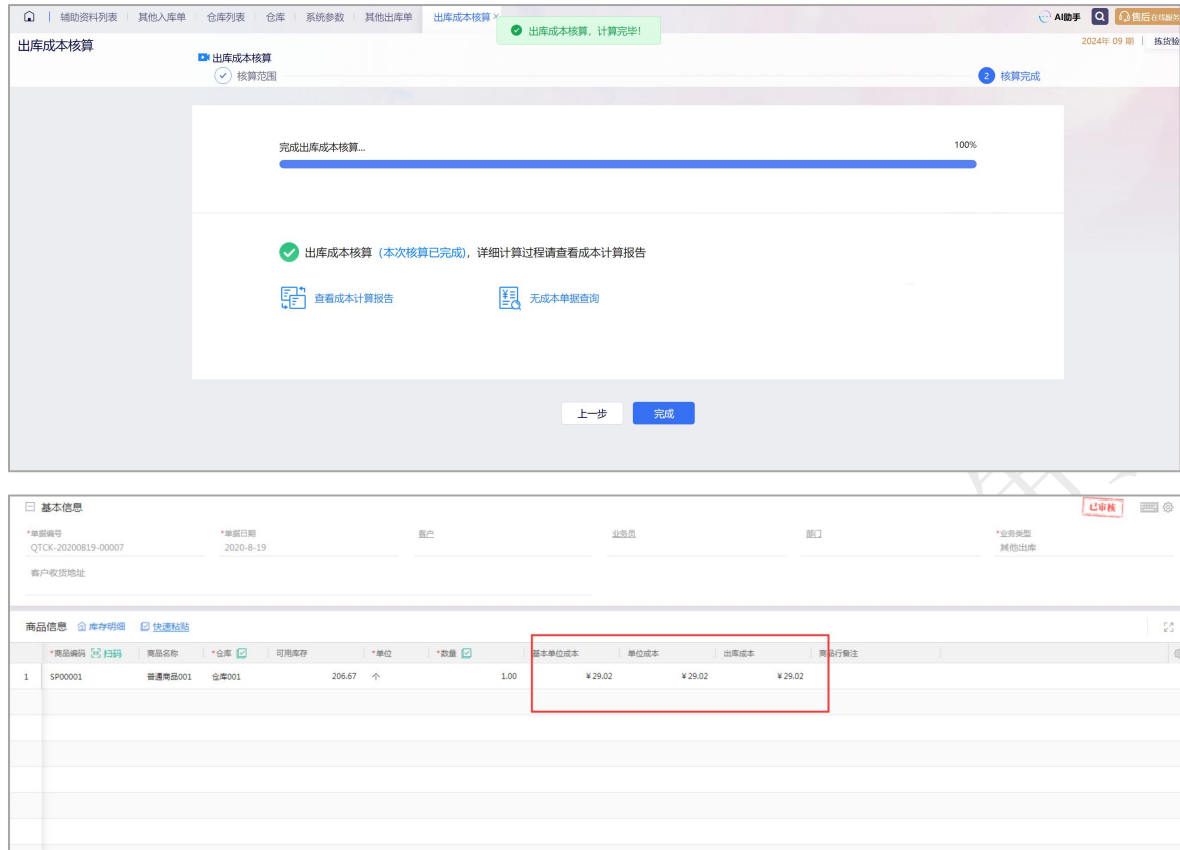 辅助资料列表 其他入库单 仓库列表 仓库 系统参数 其他出库单 出库成本核算 × AI助手 售后在线服务
出库成本核算，计算完毕!
出库成本核算 2024年 09 期 拣货验
出库成本核算
核算范围 2 核算完成
完成出库成本核算... 100%
出库成本核算 (本次核算已完成)，详细计算过程请查看成本计算报告
查看成本计算报告 无成本单据查询
上一步 完成
基本信息 已审核
*单据编号 *单据日期 客户 业务员 部门 *业务类型
QTCK-20200819-00007 2020-8-19 其他出库
客户收货地址
商品信息 库存明细 快速粘贴
*商品编码 扫码 商品名称 *仓库 可用库存 *单位 *数量 基本单位成本 单位成本 出库成本 商品行备注
1 SP00001 普通商品001 仓库001 206.67 个 1.00 ¥29.02 ¥29.02 ¥29.02